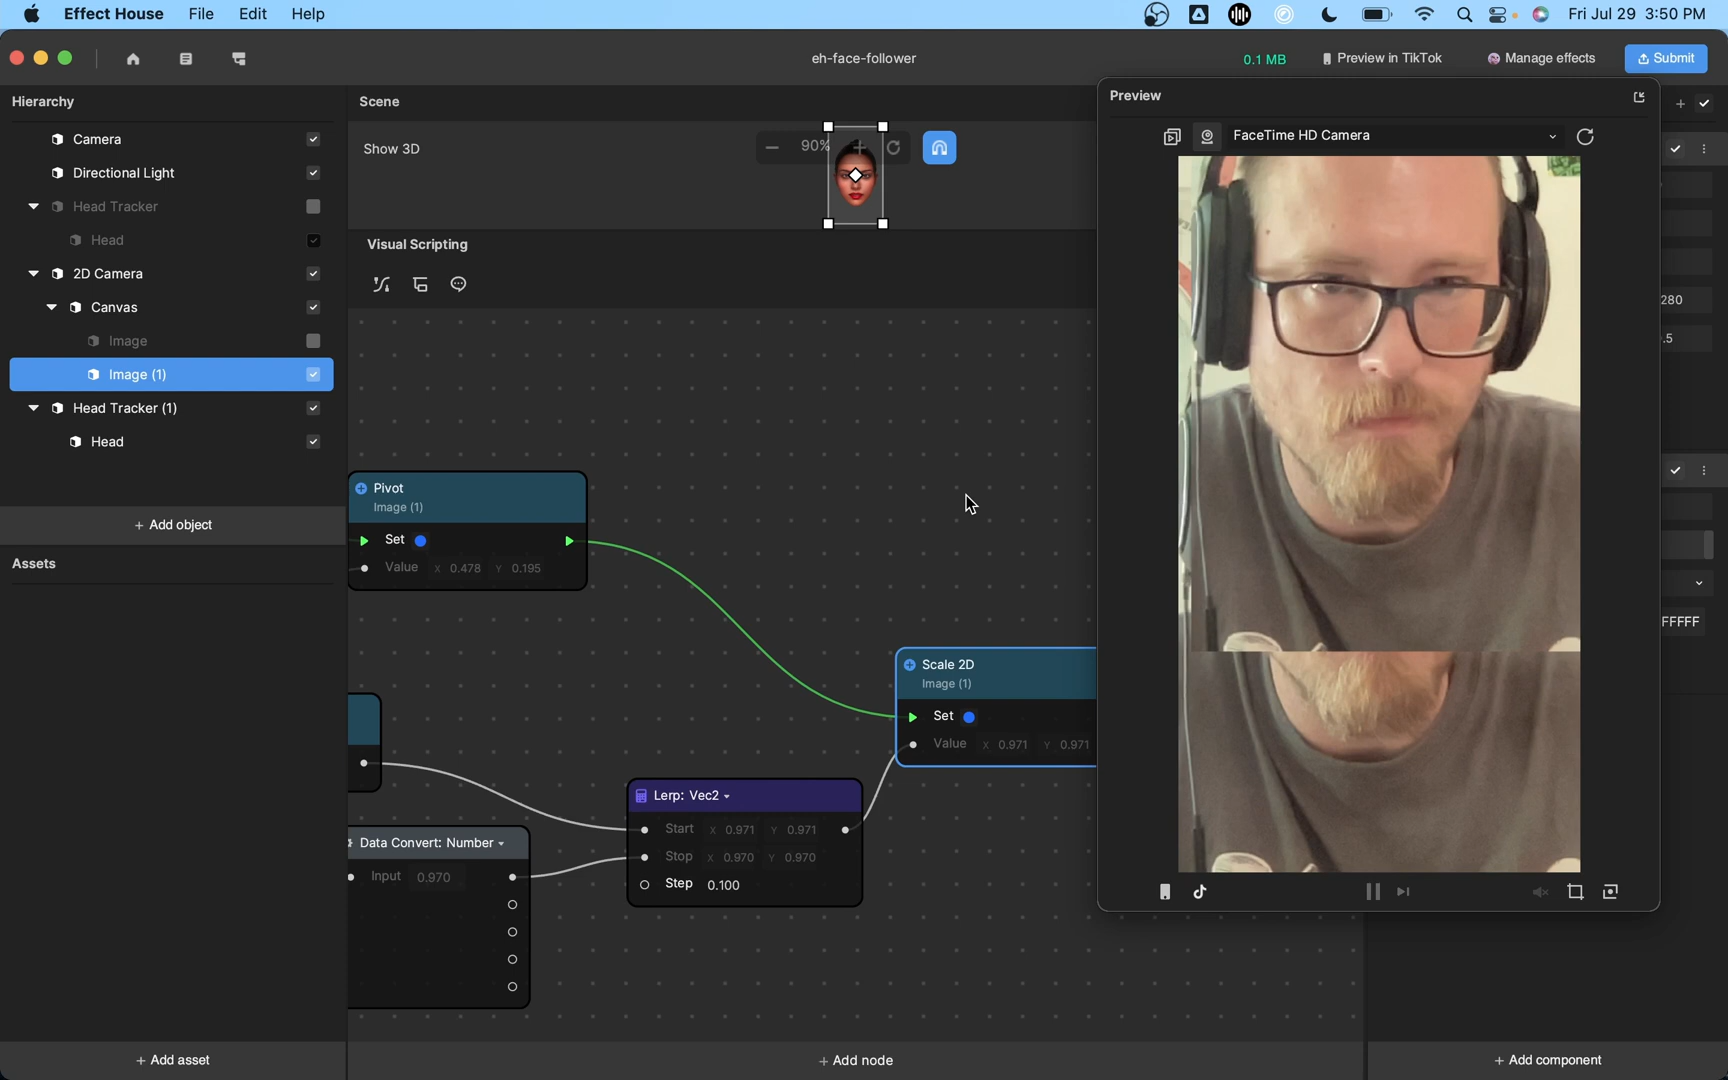 Effect House File Edit Help
Fri Jul 29 3:50 PM
eh-face-follower
0.1 MB
Preview in TikTok
Manage effects
Submit
Hierarchy
Camera
Directional Light
Head Tracker
Head
2D Camera
Canvas
Image
Image (1)
Head Tracker (1)
Head
+ Add object
Assets
+ Add asset
Scene
Show 3D
90%
Visual Scripting
Pivot
Image (1)
Set
Value X 0.478 Y 0.195
Data Convert: Number
Input 0.970
Lerp: Vec2
Start X 0.971 Y 0.971
Stop X 0.970 Y 0.970
Step 0.100
Scale 2D
Image (1)
Set
Value X 0.971 Y 0.971
+ Add node
Preview
FaceTime HD Camera
280
.5
FFFFF
+ Add component